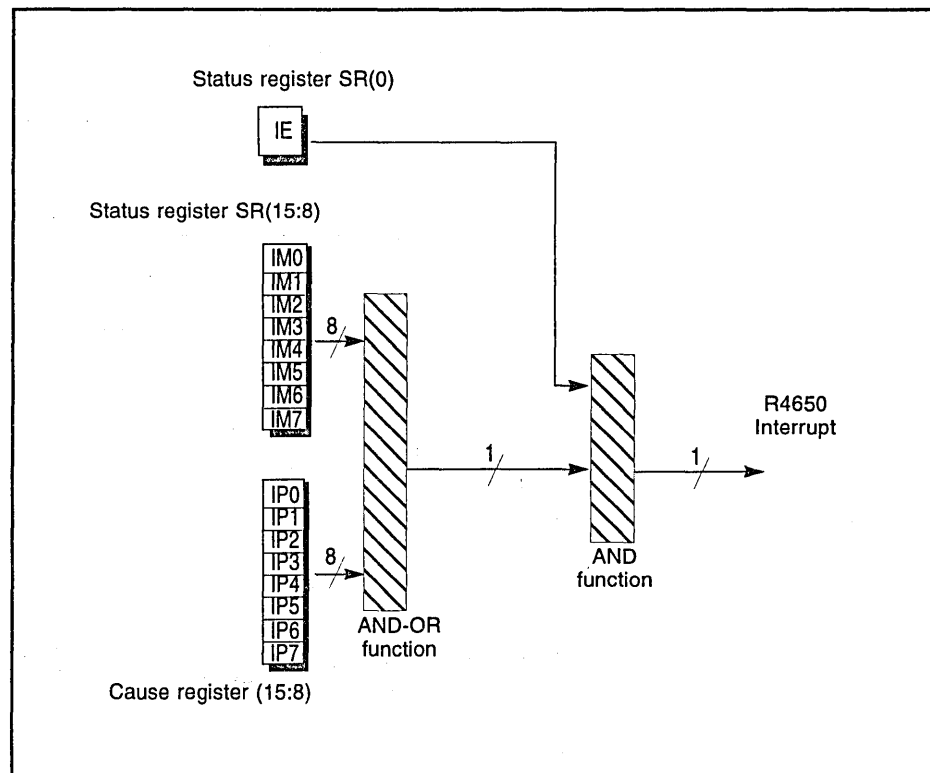 Status register SR(0)
IE
Status register SR(15:8)
IM0
IM1
IM2
IM3
IM4
IM5
IM6
IM7
8
IP0
IP1
IP2
IP3
IP4
IP5
IP6
IP7
8
Cause register (15:8)
AND-OR
function
1
AND
function
1
R4650
Interrupt